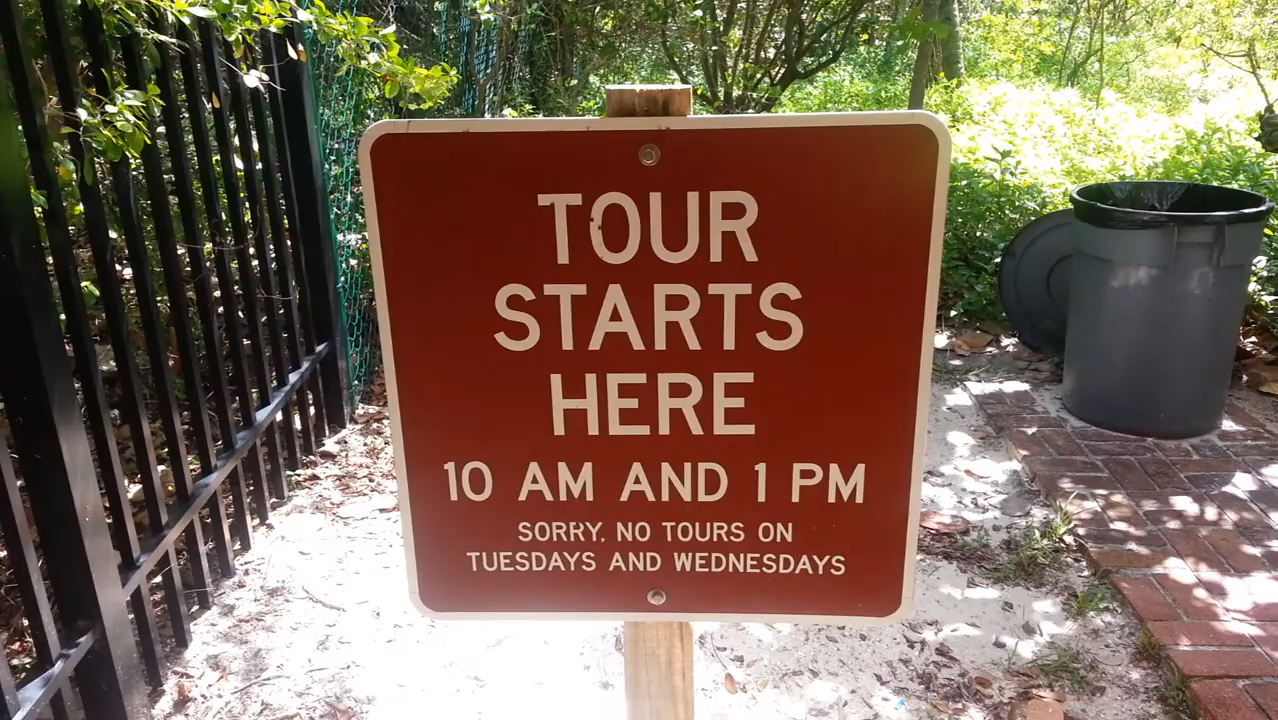 TOUR
STARTS
HERE
10 AM AND 1 PM
SORRY, NO TOURS ON
TUESDAYS AND WEDNESDAYS